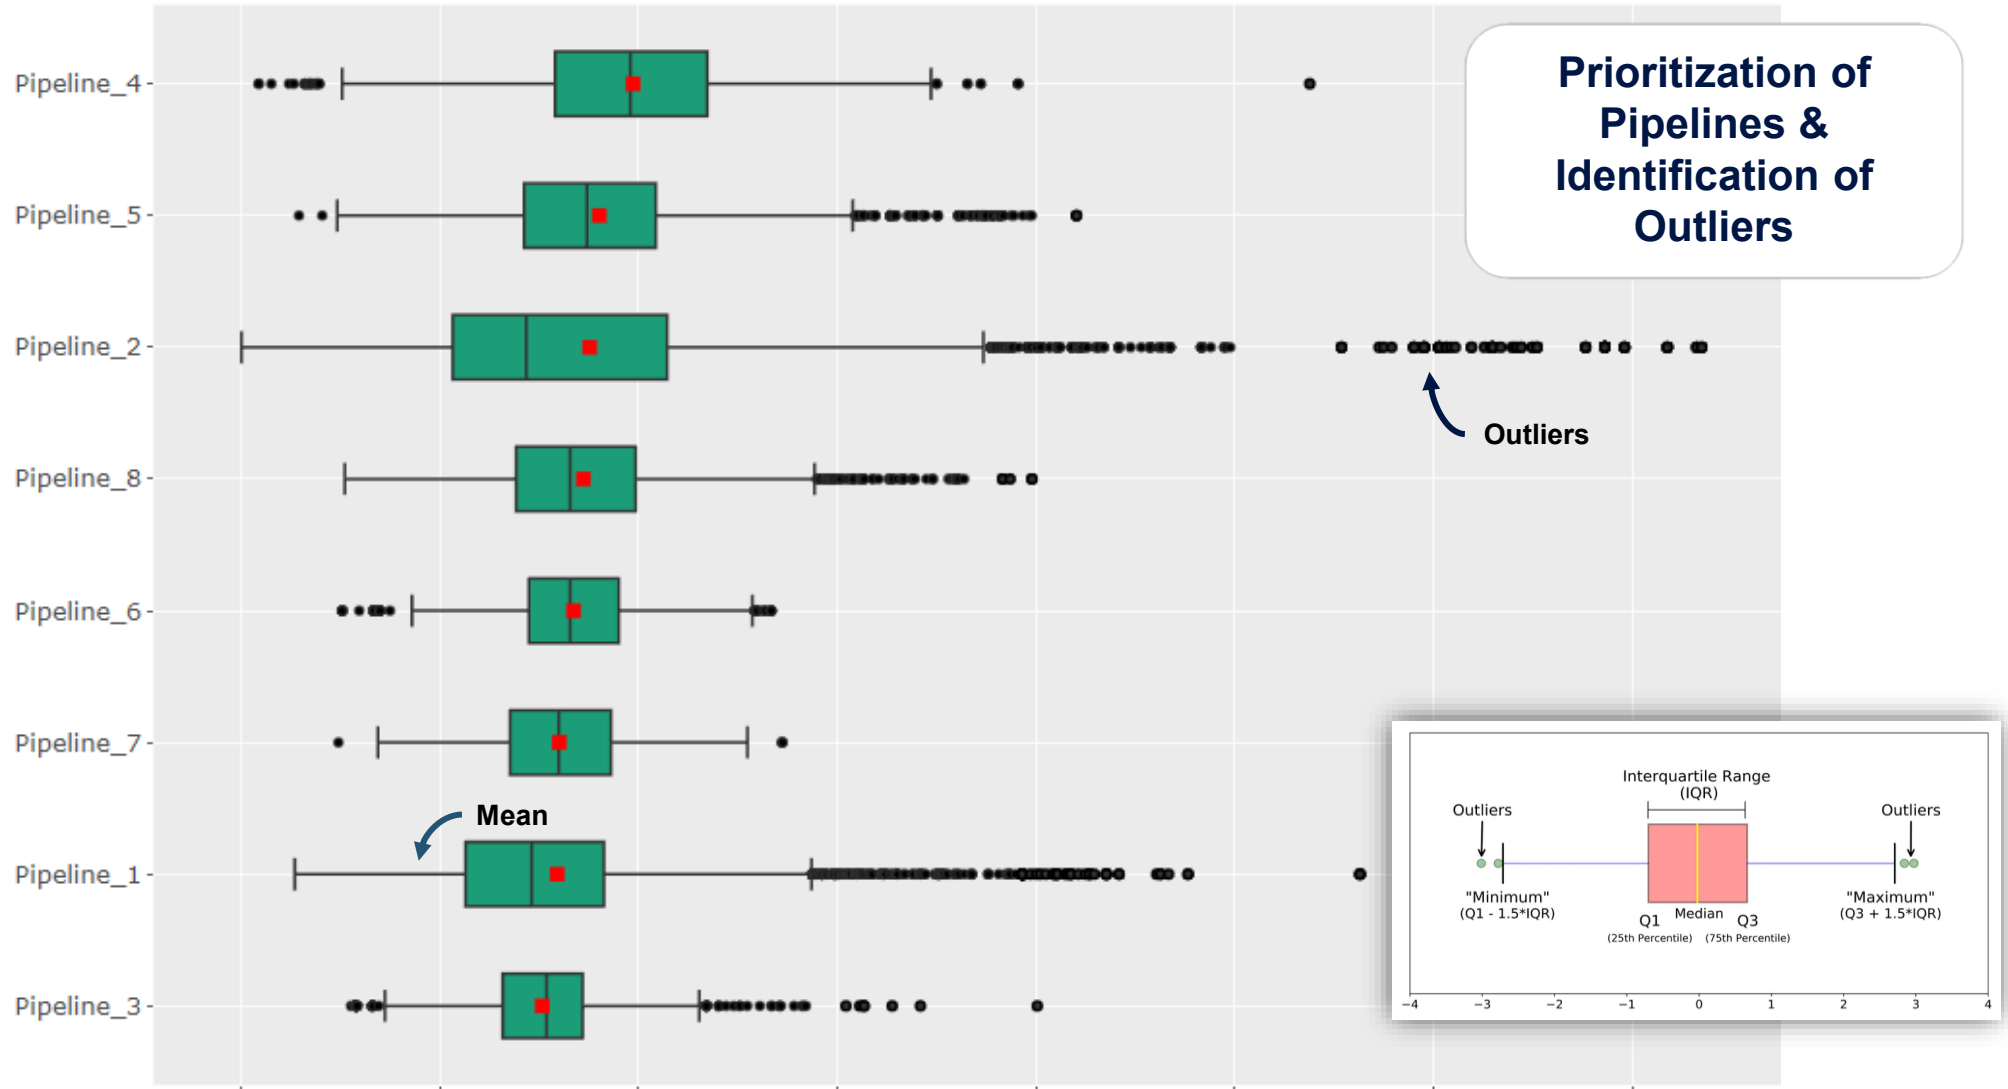 Prioritization of
Pipelines &
Identification of
Outliers
Pipeline_4
Pipeline_5
Pipeline_2
Outliers
Pipeline_8
Pipeline_6
Pipeline_7
Mean
Pipeline_1
Pipeline_3
Interquartile Range
(IQR)
Outliers
Outliers
"Minimum"
(Q1 - 1.5*IQR)
"Maximum"
(Q3 + 1.5*IQR)
Q1
Median
Q3
(25th Percentile)
(75th Percentile)
−4 −3 −2 −1 0 1 2 3 4